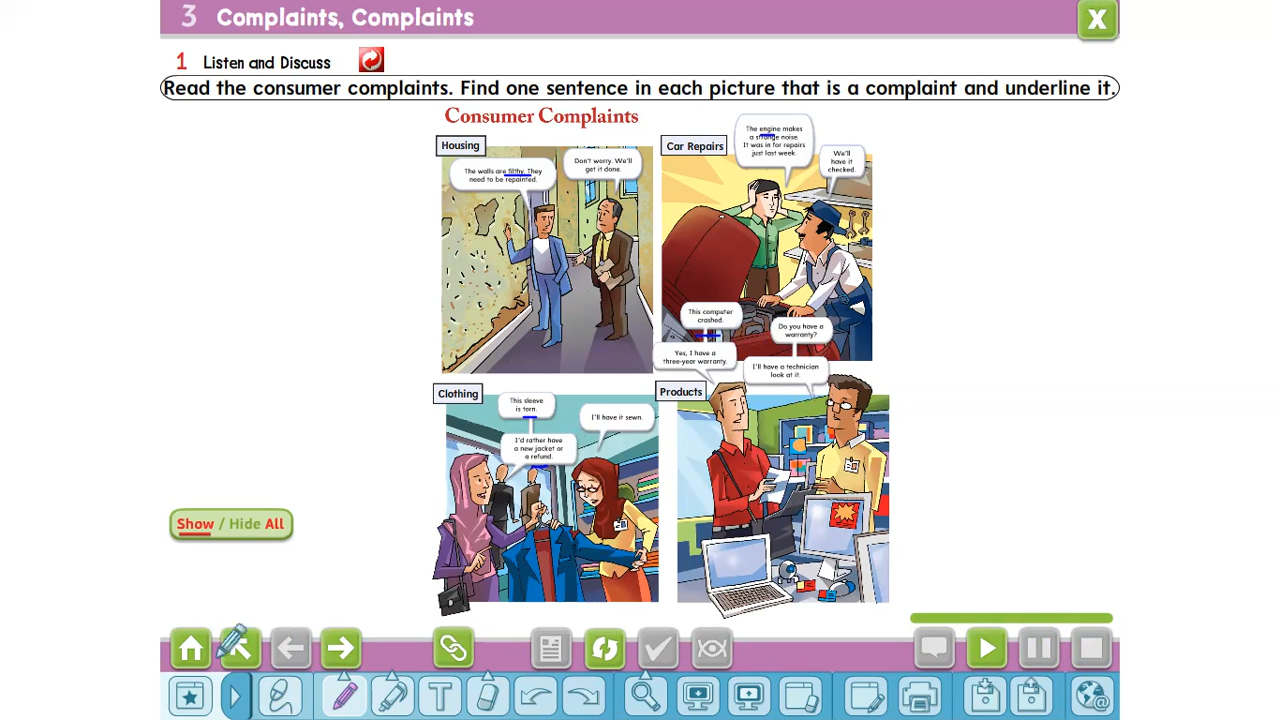 3 Complaints, Complaints
X
1 Listen and Discuss
Read the consumer complaints. Find one sentence in each picture that is a complaint and underline it.
Consumer Complaints
Housing
The walls are filthy. They
need to be repainted.
Don't worry. We'll
get it done.
Car Repairs
The engine makes
a strange noise.
It was in for repairs
just last week.
We'll
have it
checked.
Clothing
This sleeve
is torn.
I'd rather have
a new jacket or
a refund.
I'll have it sewn.
Products
This computer
crashed.
Do you have a
warranty?
Yes, I have a
three-year warranty.
I'll have a technician
look at it.
Show / Hide All
T